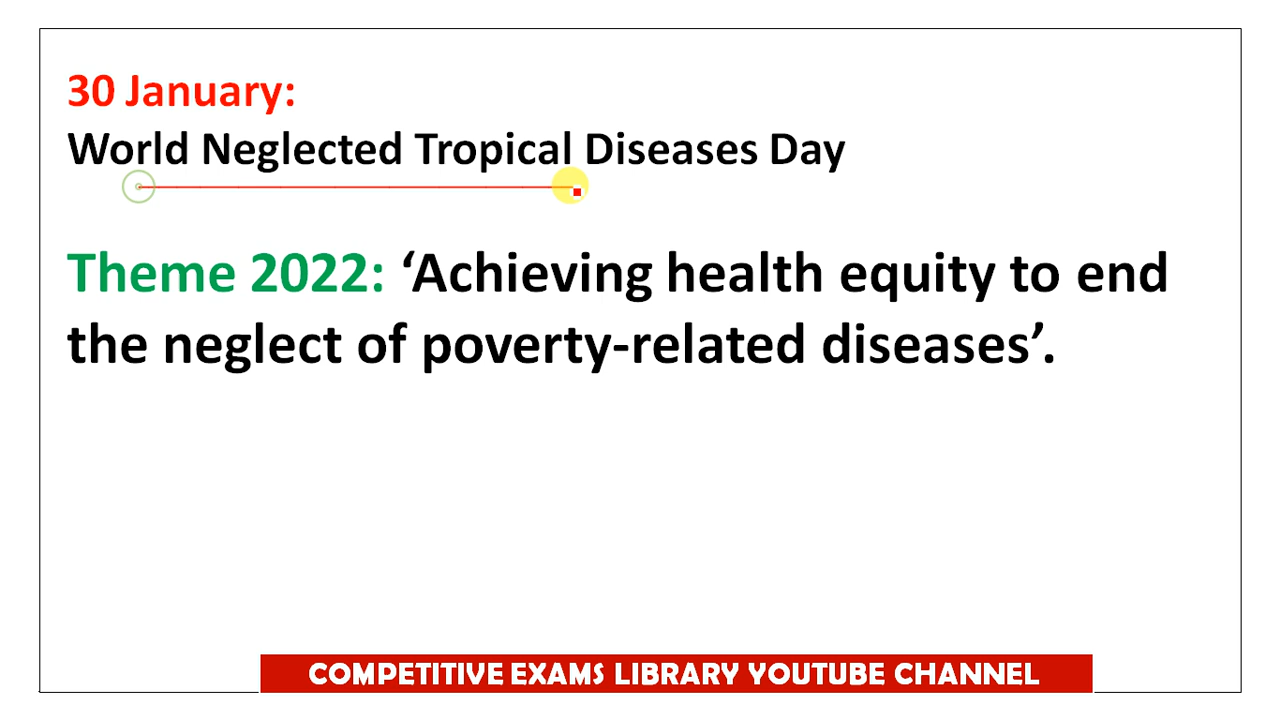 30 January:
World Neglected Tropical Diseases Day
Theme 2022: ‘Achieving health equity to end
the neglect of poverty-related diseases’.
COMPETITIVE EXAMS LIBRARY YOUTUBE CHANNEL